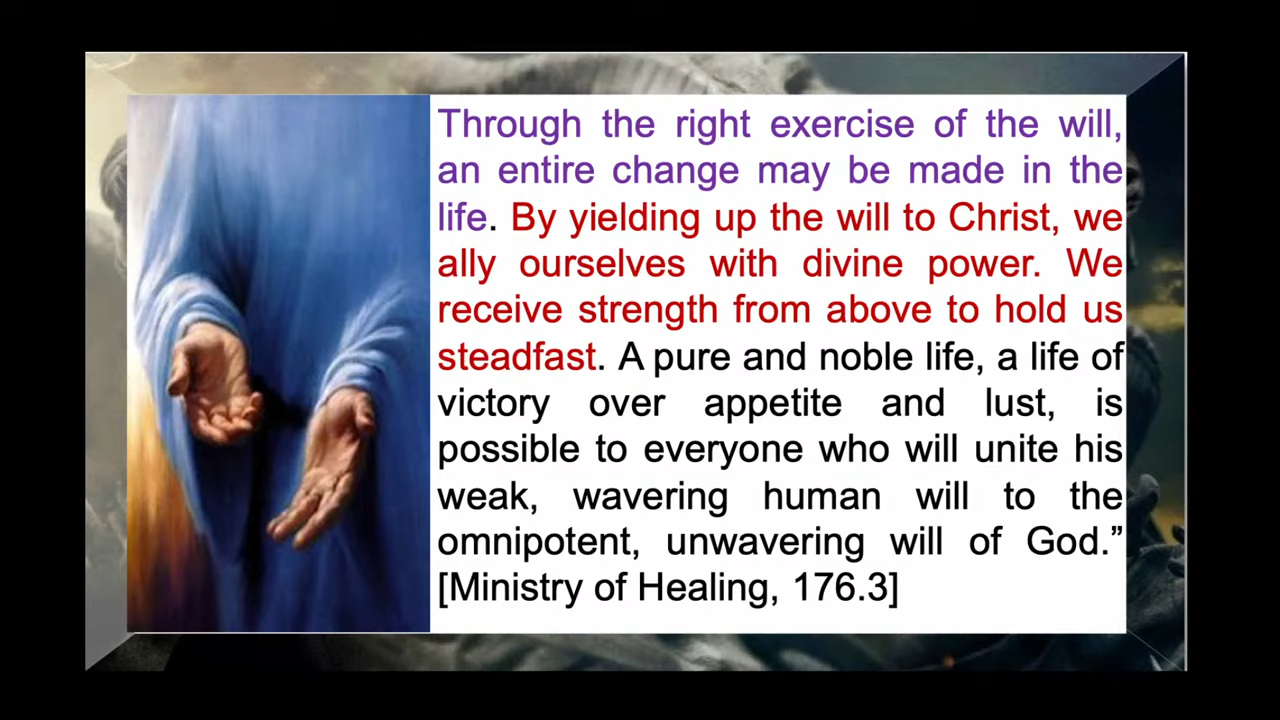 Through the right exercise of the will,
an entire change may be made in the
life. By yielding up the will to Christ, we
ally ourselves with divine power. We
receive strength from above to hold us
steadfast. A pure and noble life, a life of
victory over appetite and lust, is
possible to everyone who will unite his
weak, wavering human will to the
omnipotent, unwavering will of God.”
[Ministry of Healing, 176.3]